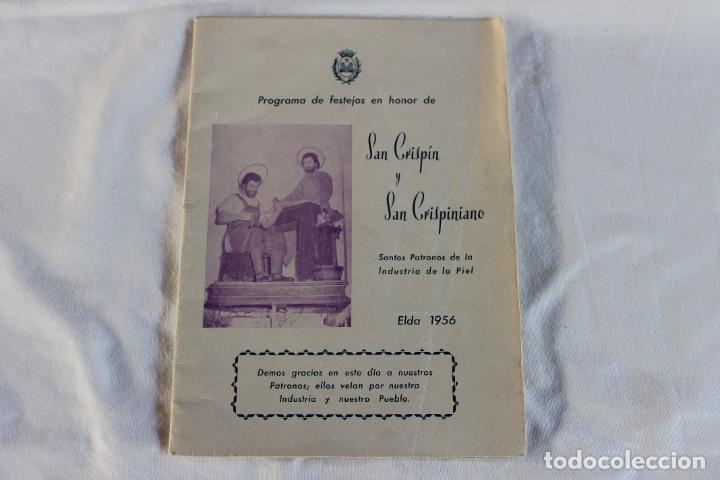 Programa de festejos en honor de
San Crispín
y
San Crispiniano
Santos Patronos de la
Industria de la Piel
Elda 1956
Demos gracias en este día a nuestros
Patronos; ellos velan por nuestra
Industria y nuestro Pueblo.
todocoleccion